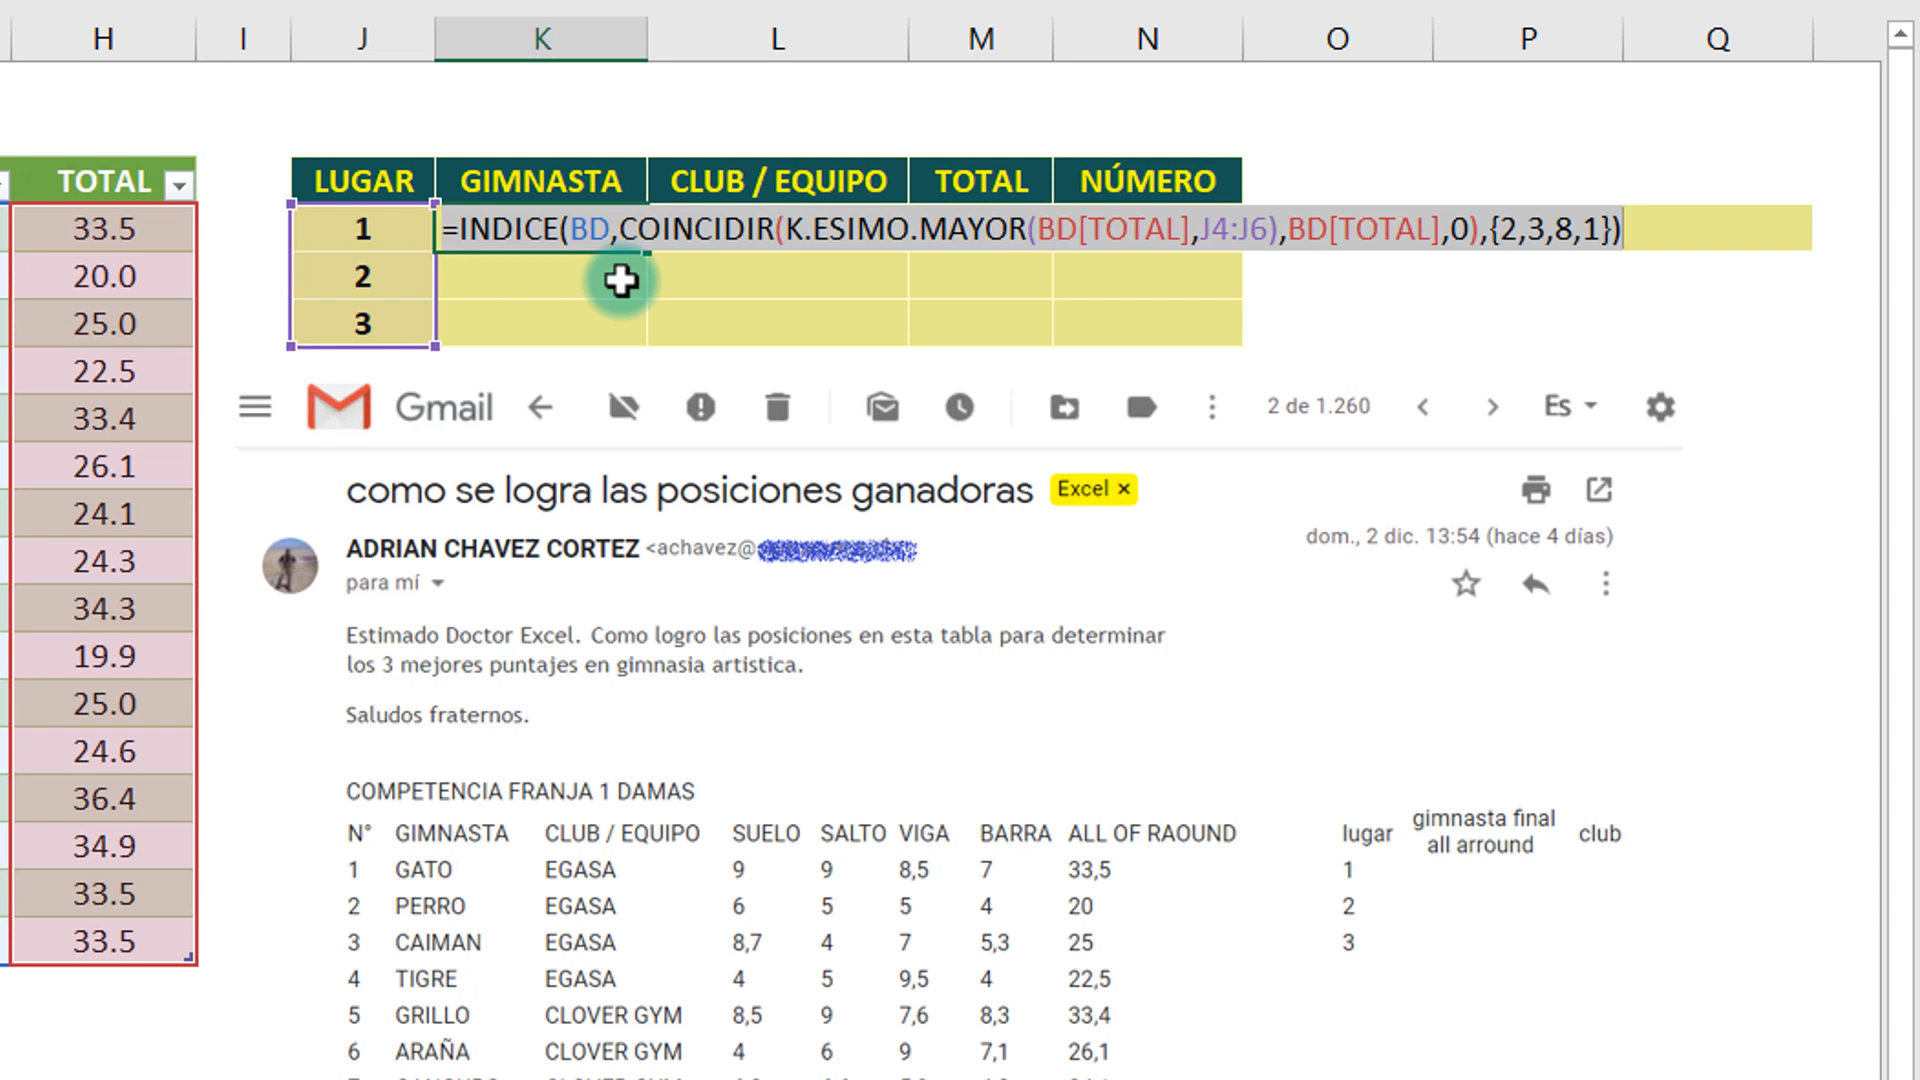 H I J K L M N O P Q
TOTAL LUGAR GIMNASTA CLUB / EQUIPO TOTAL NÚMERO
33.5 1 =INDICE(BD,COINCIDIR(K.ESIMO.MAYOR(BD[TOTAL],J4:J6),BD[TOTAL],0),{2,3,8,1})
20.0 2
25.0 3
22.5
33.4
26.1
24.1
24.3
34.3
19.9
25.0
24.6
36.4
34.9
33.5
33.5
Gmail 2 de 1.260 Es
como se logra las posiciones ganadoras Excel ×
ADRIAN CHAVEZ CORTEZ <achavez@ dom., 2 dic. 13:54 (hace 4 días)
para mí
Estimado Doctor Excel. Como logro las posiciones en esta tabla para determinar
los 3 mejores puntajes en gimnasia artistica.
Saludos fraternos.
COMPETENCIA FRANJA 1 DAMAS
N° GIMNASTA CLUB / EQUIPO SUELO SALTO VIGA BARRA ALL OF RAOUND lugar gimnasta final all arround club
1 GATO EGASA 9 9 8,5 7 33,5 1
2 PERRO EGASA 6 5 5 4 20 2
3 CAIMAN EGASA 8,7 4 7 5,3 25 3
4 TIGRE EGASA 4 5 9,5 4 22,5
5 GRILLO CLOVER GYM 8,5 9 7,6 8,3 33,4
6 ARAÑA CLOVER GYM 4 6 9 7,1 26,1